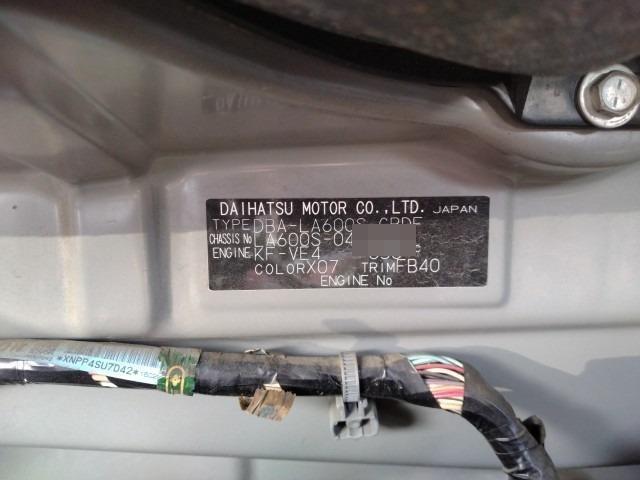 DAIHATSU MOTOR CO.,LTD. JAPAN
TYPE DBA-LA600S-GBDF
CHASSIS No LA600S-04
ENGINE KF-VE4
COLOR X07 TRIM FB40
ENGINE No
*XNPP4SU7D42*